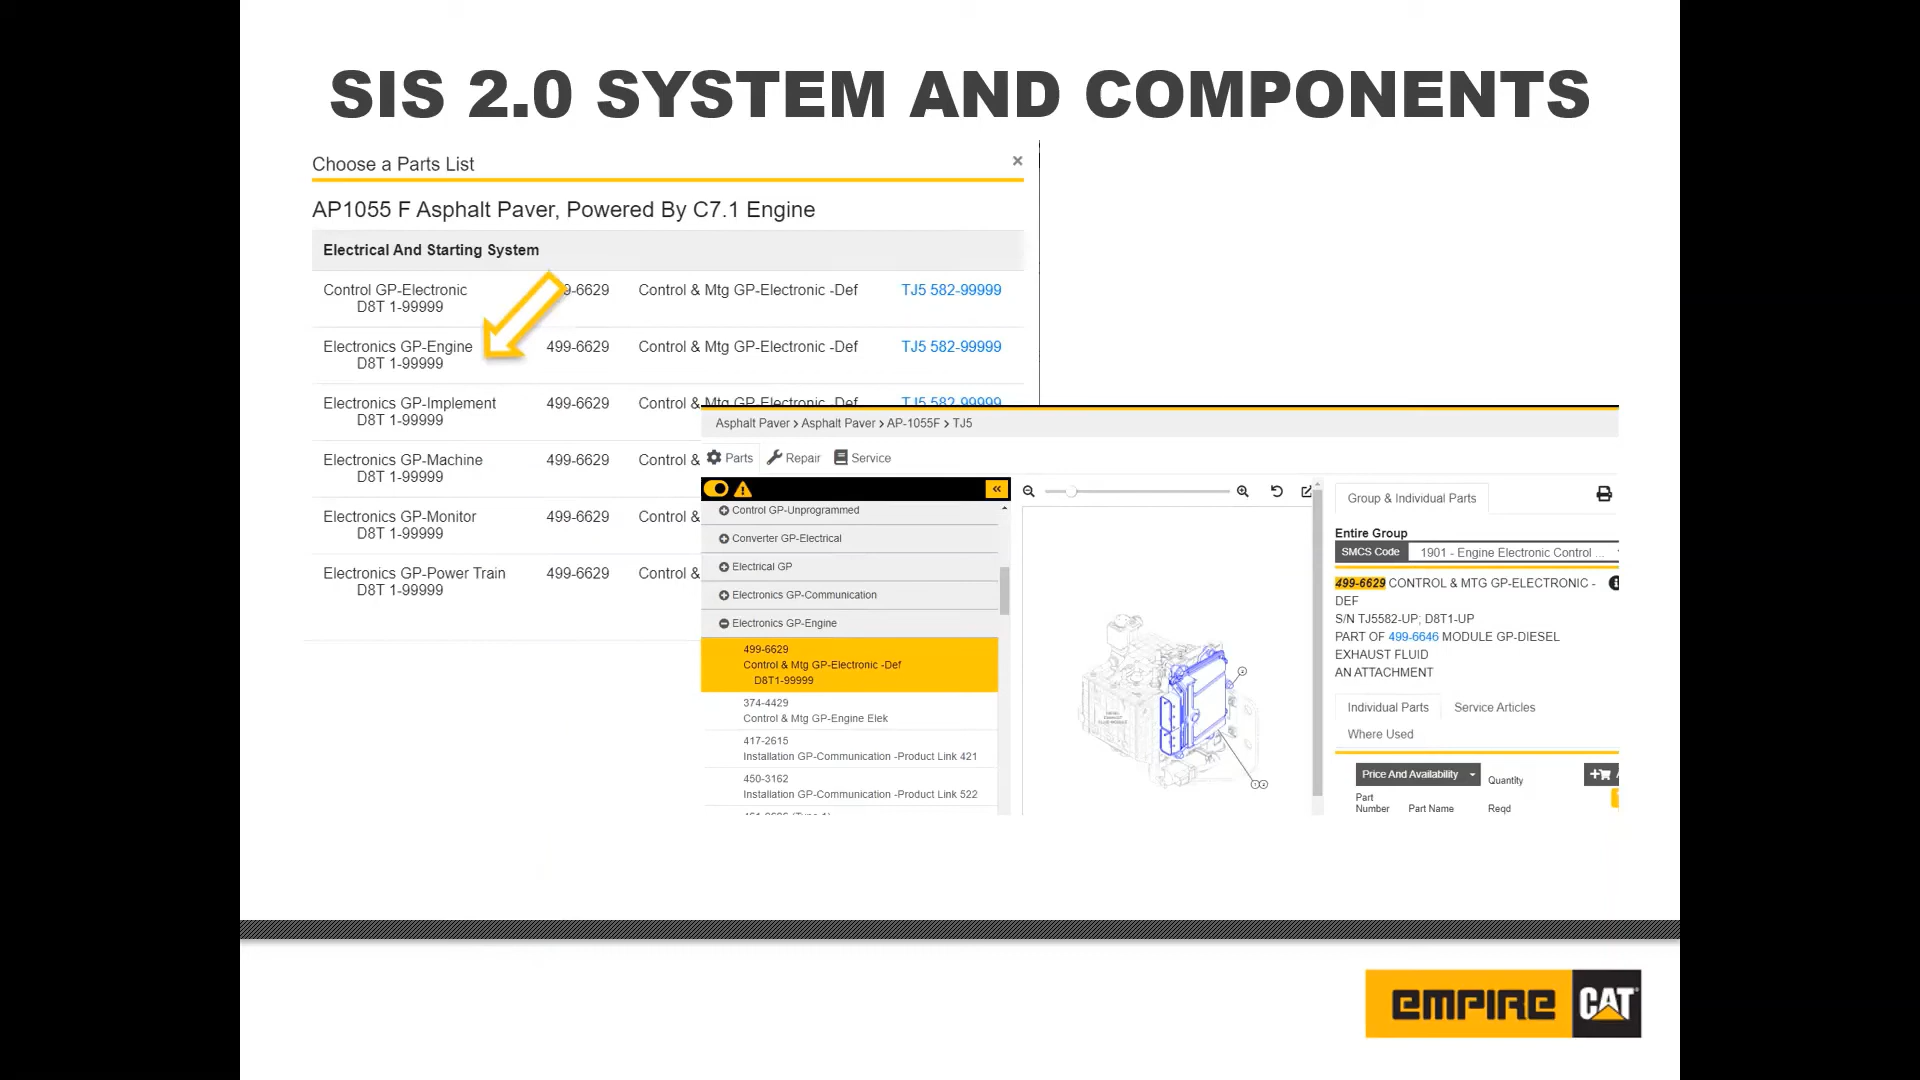 SIS 2.0 SYSTEM AND COMPONENTS
Choose a Parts List ×
AP1055 F Asphalt Paver, Powered By C7.1 Engine
Electrical And Starting System
Control GP-Electronic 9-6629 Control & Mtg GP-Electronic -Def TJ5 582-99999
D8T 1-99999
Electronics GP-Engine 499-6629 Control & Mtg GP-Electronic -Def TJ5 582-99999
D8T 1-99999
Electronics GP-Implement 499-6629 Control & Mtg GP-Electronic -Def TJ5 582-99999
D8T 1-99999
Electronics GP-Machine 499-6629 Control &
D8T 1-99999
Electronics GP-Monitor 499-6629 Control &
D8T 1-99999
Electronics GP-Power Train 499-6629 Control &
D8T 1-99999
Asphalt Paver > Asphalt Paver > AP-1055F > TJ5
Parts Repair Service
Control GP-Unprogrammed
Converter GP-Electrical
Electrical GP
Electronics GP-Communication
Electronics GP-Engine
499-6629
Control & Mtg GP-Electronic -Def
D8T1-99999
374-4429
Control & Mtg GP-Engine Elek
417-2615
Installation GP-Communication -Product Link 421
450-3162
Installation GP-Communication -Product Link 522
Group & Individual Parts
Entire Group
SMCS Code 1901 - Engine Electronic Control ...
499-6629 CONTROL & MTG GP-ELECTRONIC -
DEF
S/N TJ5582-UP; D8T1-UP
PART OF 499-6646 MODULE GP-DIESEL
EXHAUST FLUID
AN ATTACHMENT
Individual Parts Service Articles
Where Used
Price And Availability Quantity
Part
Number Part Name Reqd
EMPIRE CAT